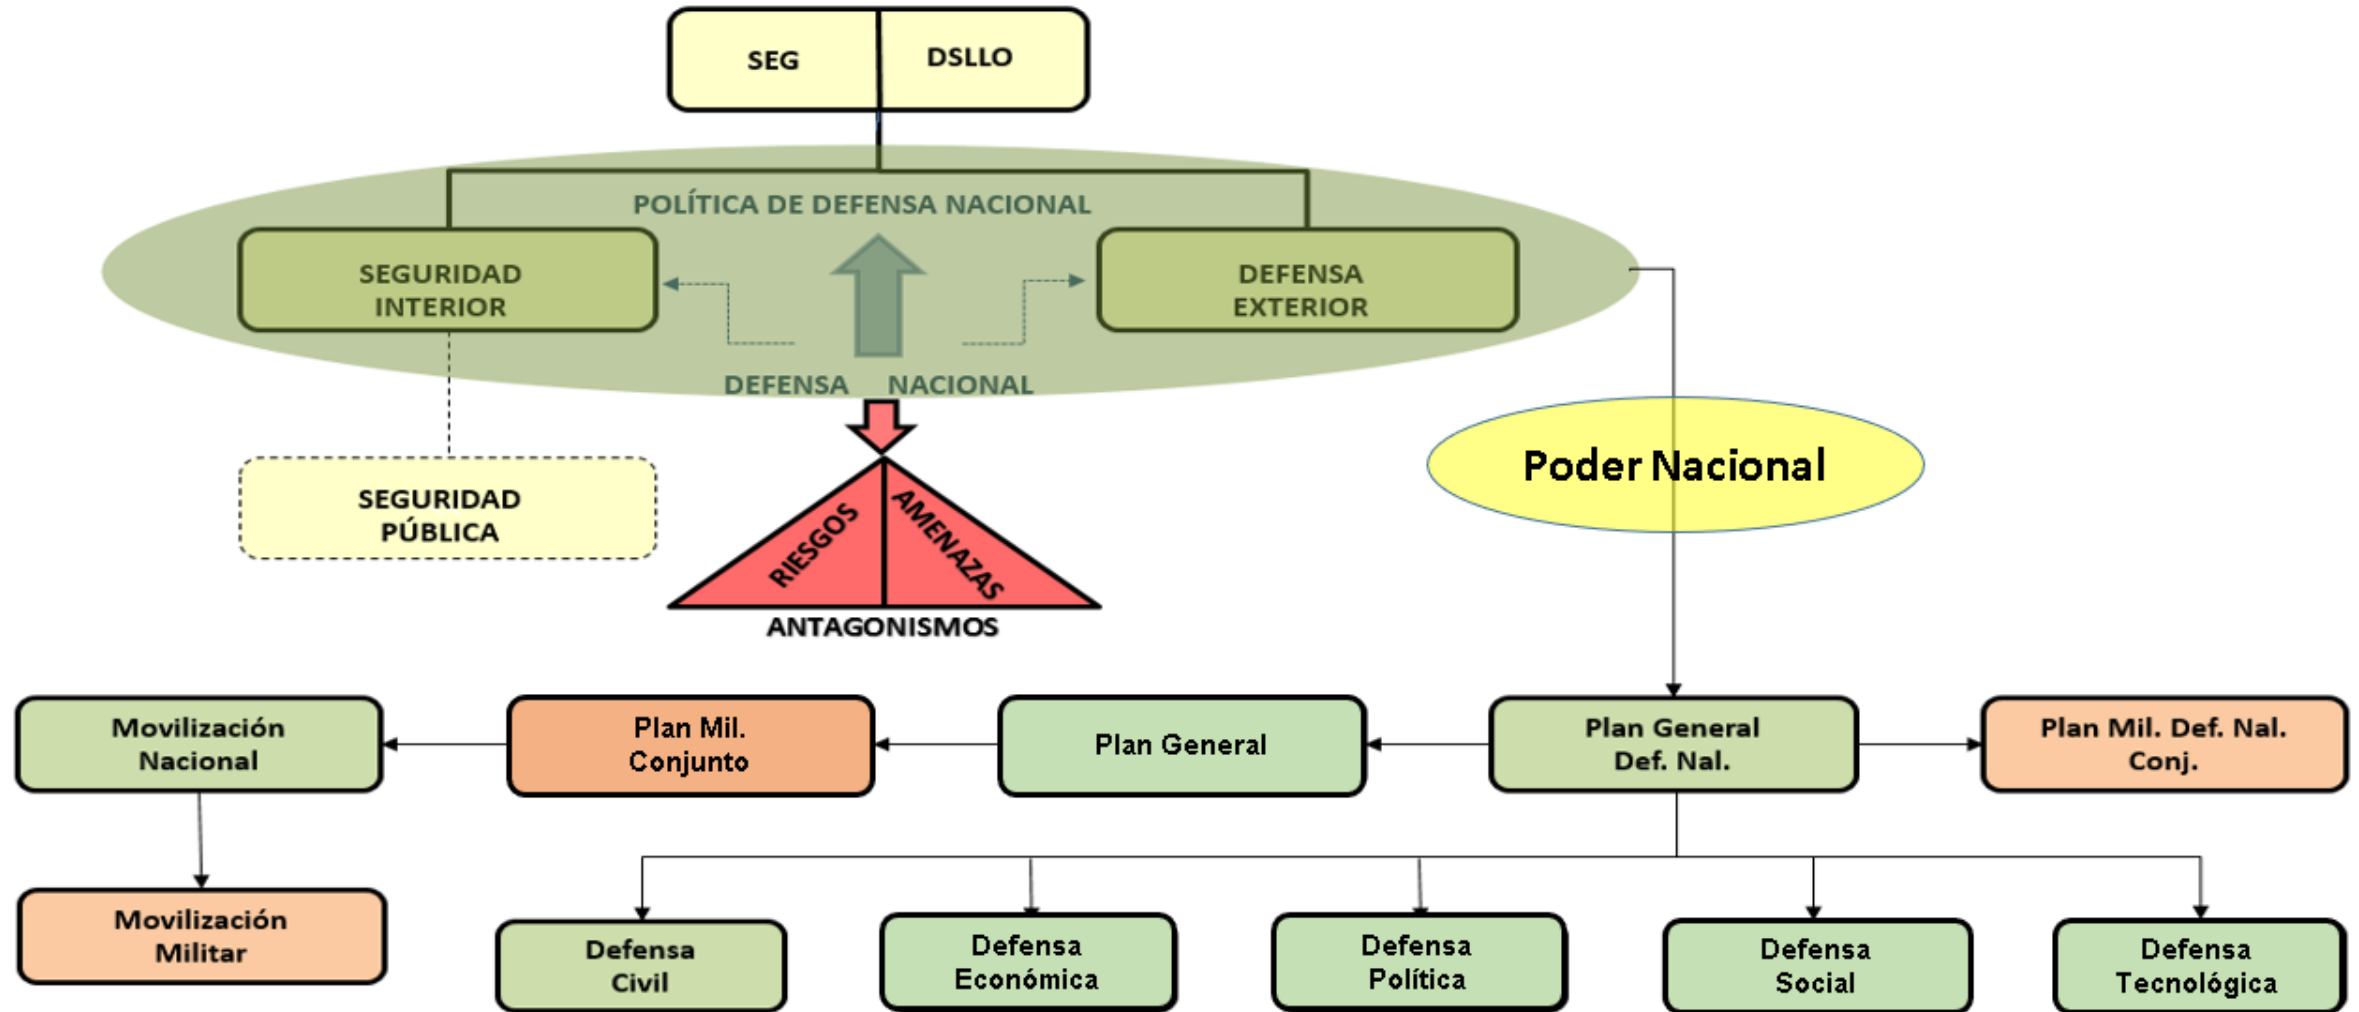 SEG
DSLLO
POLÍTICA DE DEFENSA NACIONAL
SEGURIDAD
INTERIOR
DEFENSA
EXTERIOR
DEFENSA NACIONAL
SEGURIDAD
PÚBLICA
RIESGOS
AMENAZAS
ANTAGONISMOS
Poder Nacional
Movilización
Nacional
Plan Mil.
Conjunto
Plan General
Plan General
Def. Nal.
Plan Mil. Def. Nal.
Conj.
Movilización
Militar
Defensa
Civil
Defensa
Económica
Defensa
Política
Defensa
Social
Defensa
Tecnológica